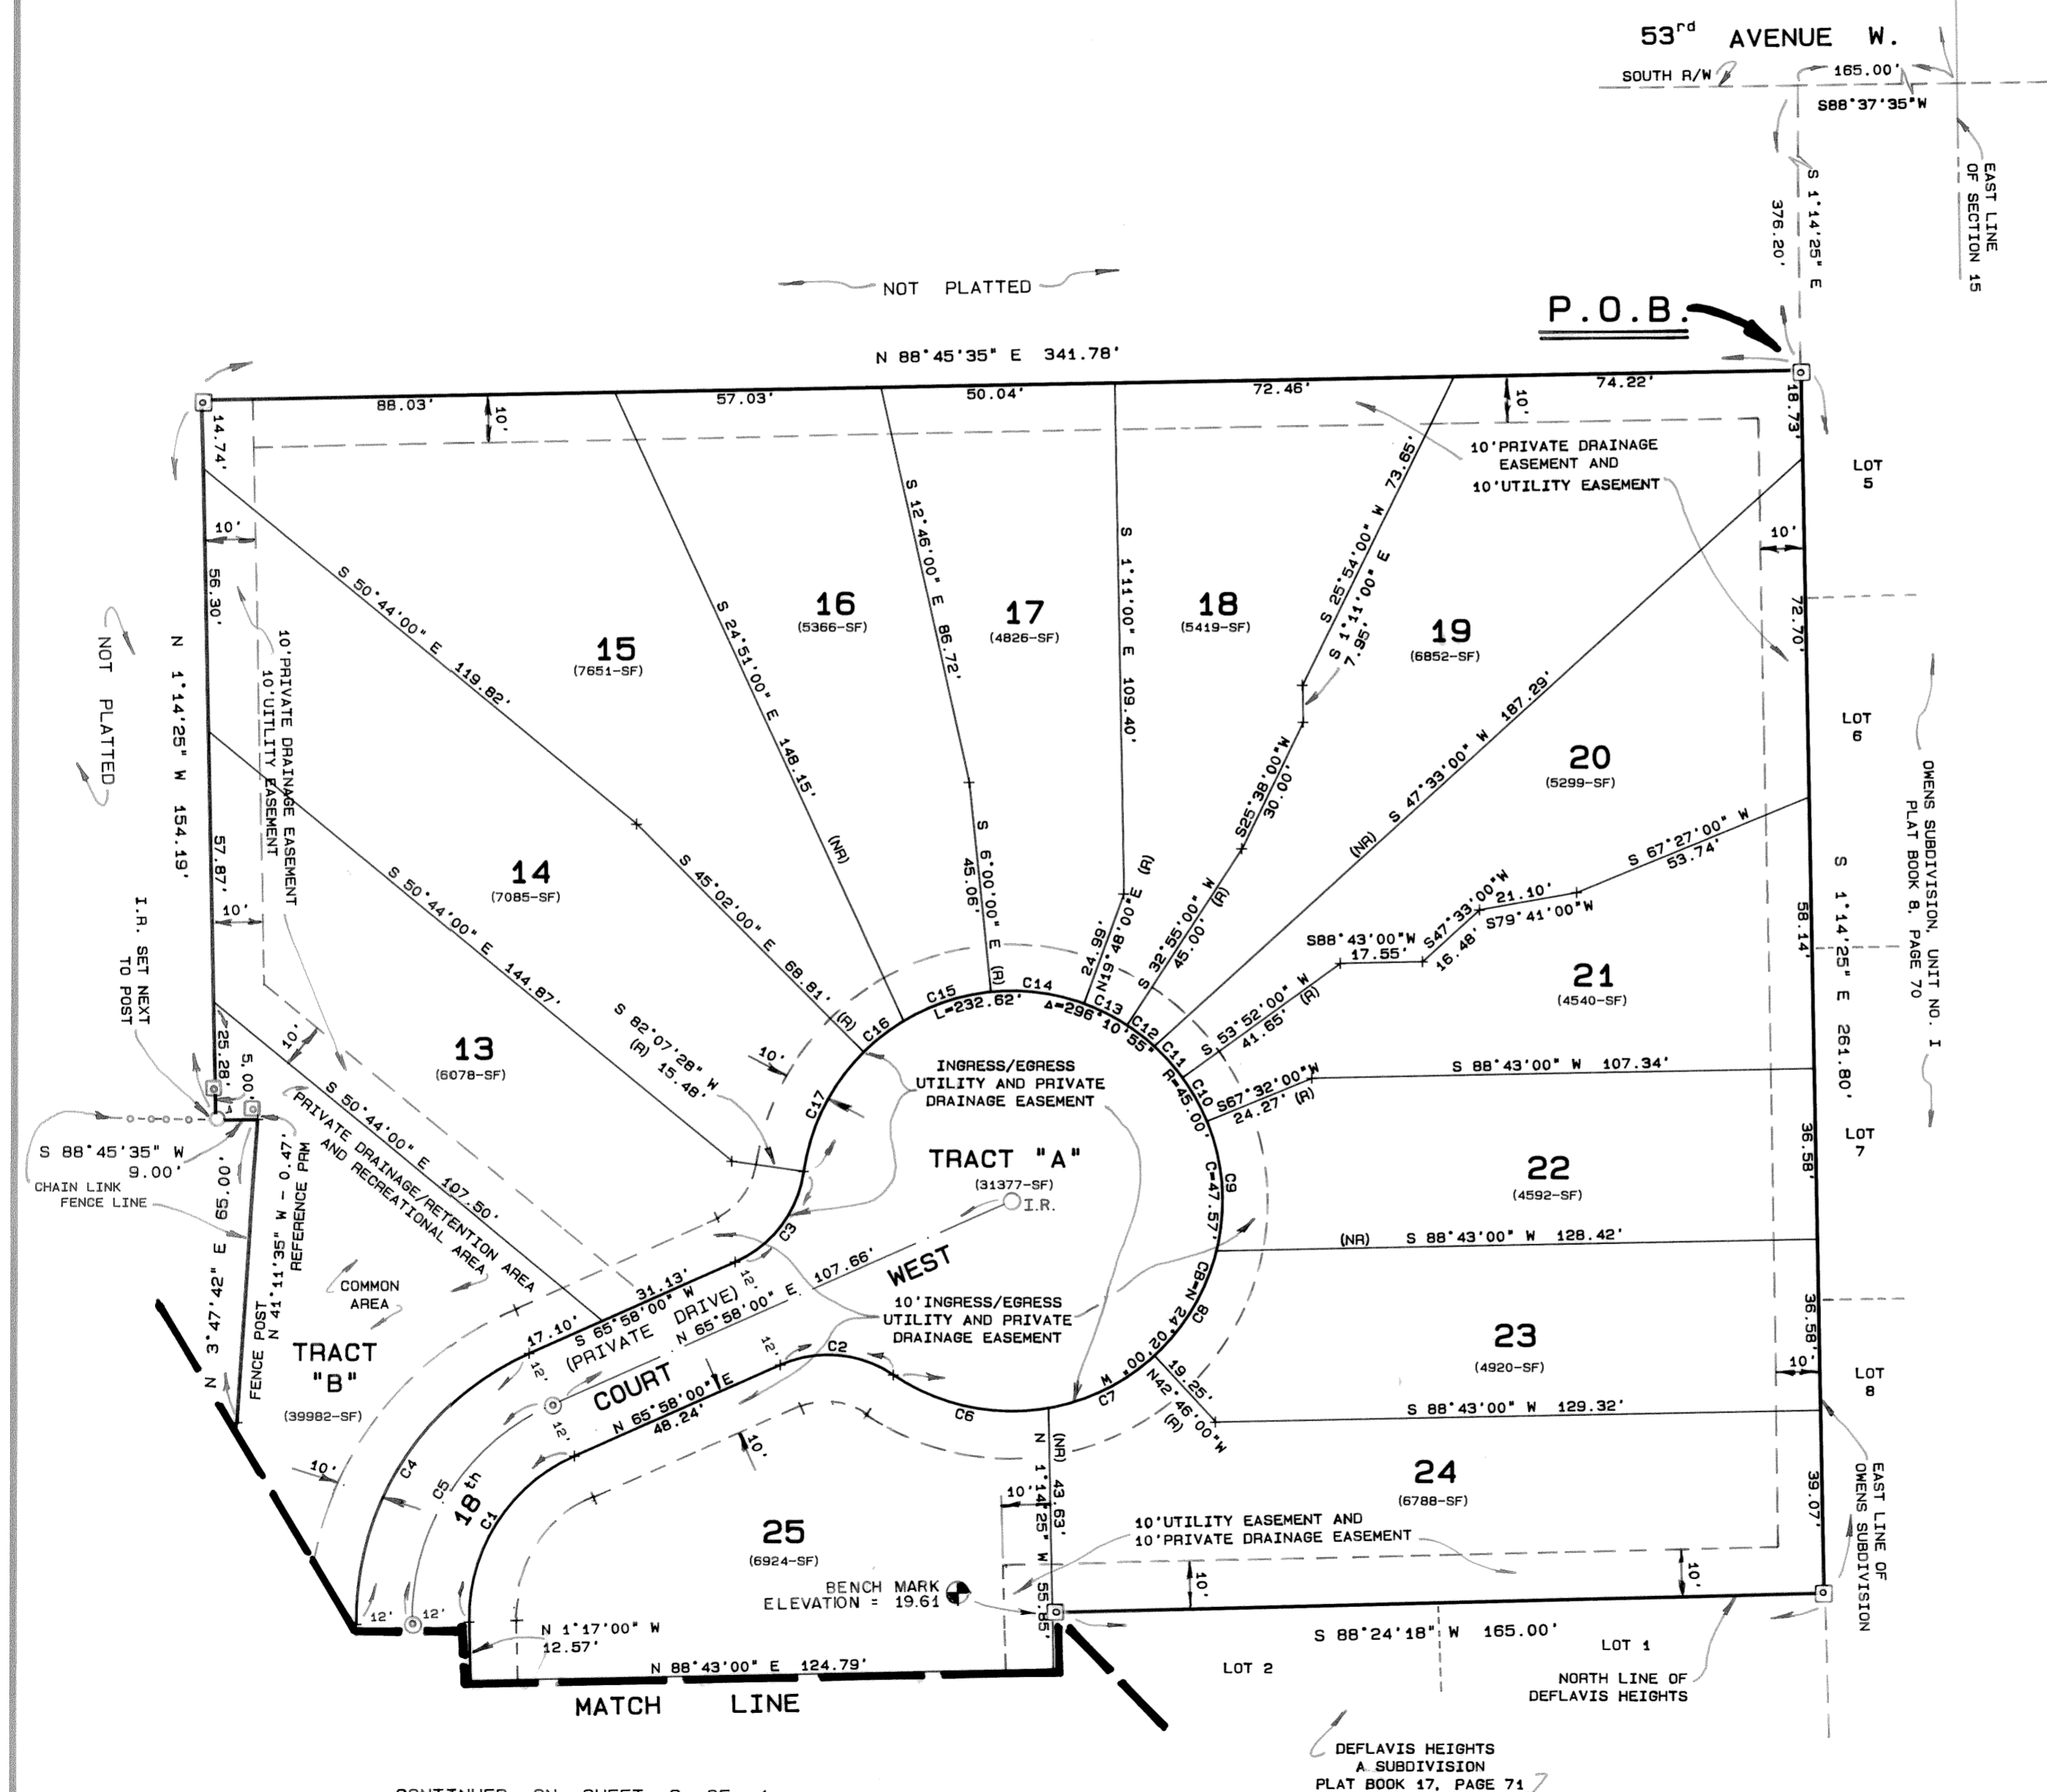 53rd AVENUE W.
SOUTH R/W
165.00'
S88°37'35"W
EAST LINE
OF SECTION 15
S 1°14'25" E
376.20'
NOT PLATTED
P.O.B.
N 88°45'35" E 341.78'
88.03'
57.03'
50.04'
72.46'
74.22'
10'
10'
14.74'
18.73'
10'PRIVATE DRAINAGE
EASEMENT AND
10'UTILITY EASEMENT
LOT
5
10'
10'
56.30'
S 50°44'00" E 119.82'
S 24°51'00" E 148.15'
(NR)
S 12°46'00" E 86.72'
S 1°11'00" E 109.40'
S 25°54'00" W 73.65'
S 1°11'00" E
7.95'
72.70'
15
(7651-SF)
16
(5366-SF)
17
(4826-SF)
18
(5419-SF)
19
(6852-SF)
NOT PLATTED
N 1°14'25" W 154.19'
10'PRIVATE DRAINAGE EASEMENT
10'UITLITY EASEMENT
LOT
6
OWENS SUBDIVISION, UNIT NO. I
PLAT BOOK 8, PAGE 70
S 1°14'25" E 261.80'
20
(5299-SF)
S 47°33'00" W 187.29'
(NR)
S25°38'00"W
30.00'
S 67°27'00" W
53.74'
57.87'
14
(7085-SF)
S 50°44'00" E 144.87'
S 45°02'00" E 68.81'
(R)
S 6°00'00" E
(R)
45.06'
24.99'
N19°48'00"E (R)
S 32°55'00" W
45.00' (R)
S88°43'00"W
17.55'
S47°33'00"W
16.48'
21.10'
S79°41'00"W
58.14'
10'
I.R. SET NEXT
TO POST
21
(4540-SF)
S 53°52'00" W
41.65' (R)
C16
C15
C14
C13
C12
C11
C10
L=232.62'
Δ=296°10'55"
R=45.00'
C=47.57'
CB=N 24°02'00" W
S 82°07'28" W
(R) 15.48'
13
(6078-SF)
10'
10'
25.28'
5.00'
S 50°44'00" E 107.50'
PRIVATE DRAINAGE/RETENTION AREA
AND RECREATIONAL AREA
INGRESS/EGRESS
UTILITY AND PRIVATE
DRAINAGE EASEMENT
C17
S67°32'00"W
24.27' (R)
S 88°43'00" W 107.34'
TRACT "A"
(31377-SF)
I.R.
C9
22
(4592-SF)
36.58'
LOT
7
S 88°45'35" W
9.00'
CHAIN LINK
FENCE LINE
N 41°11'35" W - 0.47'
REFERENCE PRM
N 3°47'42" E 65.00'
FENCE POST
COMMON
AREA
TRACT
"B"
(39982-SF)
C3
31.13'
S 65°58'00" W
(PRIVATE DRIVE)
N 65°58'00" E 107.66'
17.10'
12'
12'
12'
12'
18th COURT WEST
N 65°58'00" E
48.24'
C2
10'INGRESS/EGRESS
UTILITY AND PRIVATE
DRAINAGE EASEMENT
(NR) S 88°43'00" W 128.42'
C8
C7
C6
23
(4920-SF)
36.58'
10'
LOT
8
19.25'
N42°46'00"W
(R)
S 88°43'00" W 129.32'
10'
C4
C5
C1
10'
25
(6924-SF)
10'
(NR)
N 1°14'25" W
43.63'
55.85'
24
(6788-SF)
39.07'
EAST LINE OF
OWENS SUBDIVISION
10'UTILITY EASEMENT AND
10'PRIVATE DRAINAGE EASEMENT
10'
10'
BENCH MARK
ELEVATION = 19.61
12'
12'
N 1°17'00" W
12.57'
N 88°43'00" E 124.79'
MATCH LINE
S 88°24'18" W 165.00'
LOT 1
LOT 2
NORTH LINE OF
DEFLAVIS HEIGHTS
DEFLAVIS HEIGHTS
A SUBDIVISION
PLAT BOOK 17, PAGE 71